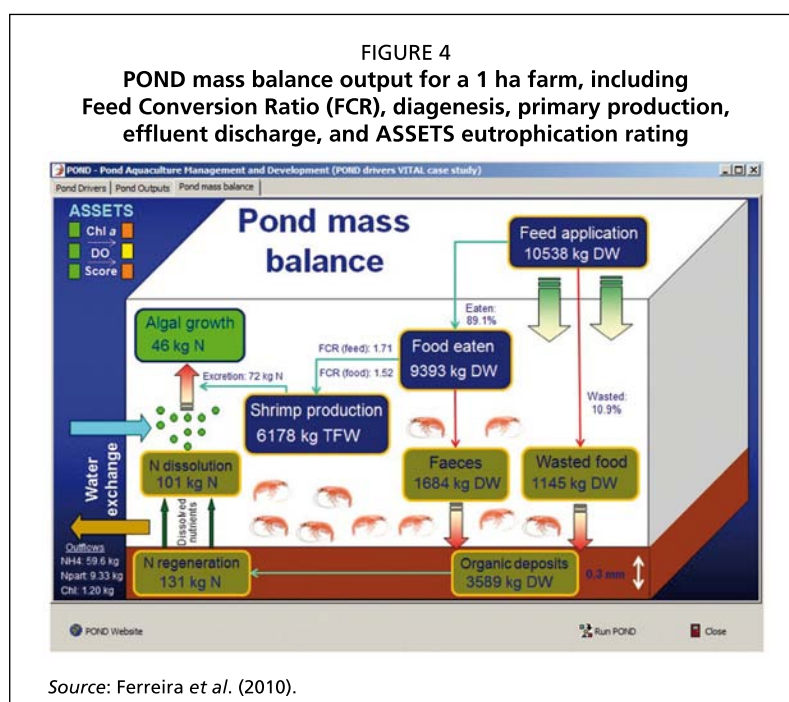 FIGURE 4
POND mass balance output for a 1 ha farm, including
Feed Conversion Ratio (FCR), diagenesis, primary production,
effluent discharge, and ASSETS eutrophication rating
POND - Pond Aquaculture Management and Development (POND drivers VITAL case study)
Pond Drivers Pond Outputs Pond mass balance
ASSETS
Chl a
DO
Score
Pond mass
balance
Feed application
10538 kg DW
Eaten:
89.1%
Algal growth
46 kg N
FCR (feed): 1.71
FCR (food): 1.52
Food eaten
9393 kg DW
Excretion: 72 kg N
Shrimp production
6178 kg TFW
Wasted:
10.9%
Water
exchange
N dissolution
101 kg N
Faeces
1684 kg DW
Wasted food
1145 kg DW
Dissolved
nutrients
Outflows
NH4: 59.6 kg
Npart: 9.33 kg
Chl: 1.20 kg
N regeneration
131 kg N
Organic deposits
3589 kg DW
0.3 mm
POND Website
Run POND
Close
Source: Ferreira et al. (2010).